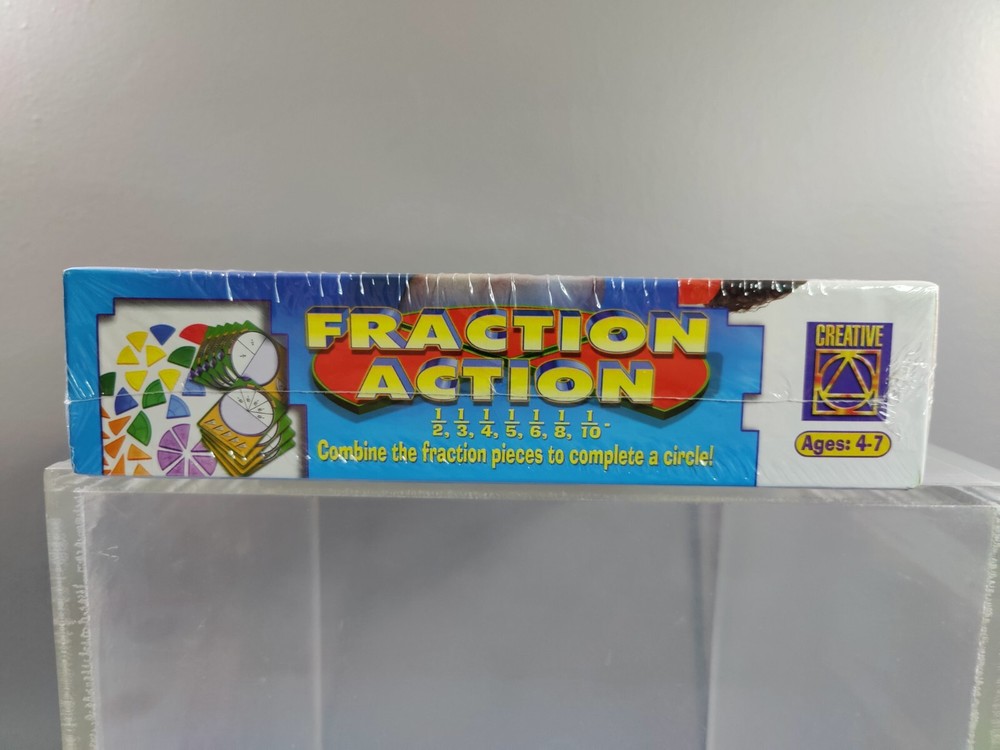 FRACTION
ACTION
1/2, 1/3, 1/4, 1/5, 1/6, 1/8, 1/10-
Combine the fraction pieces to complete a circle!
CREATIVE
Ages: 4-7